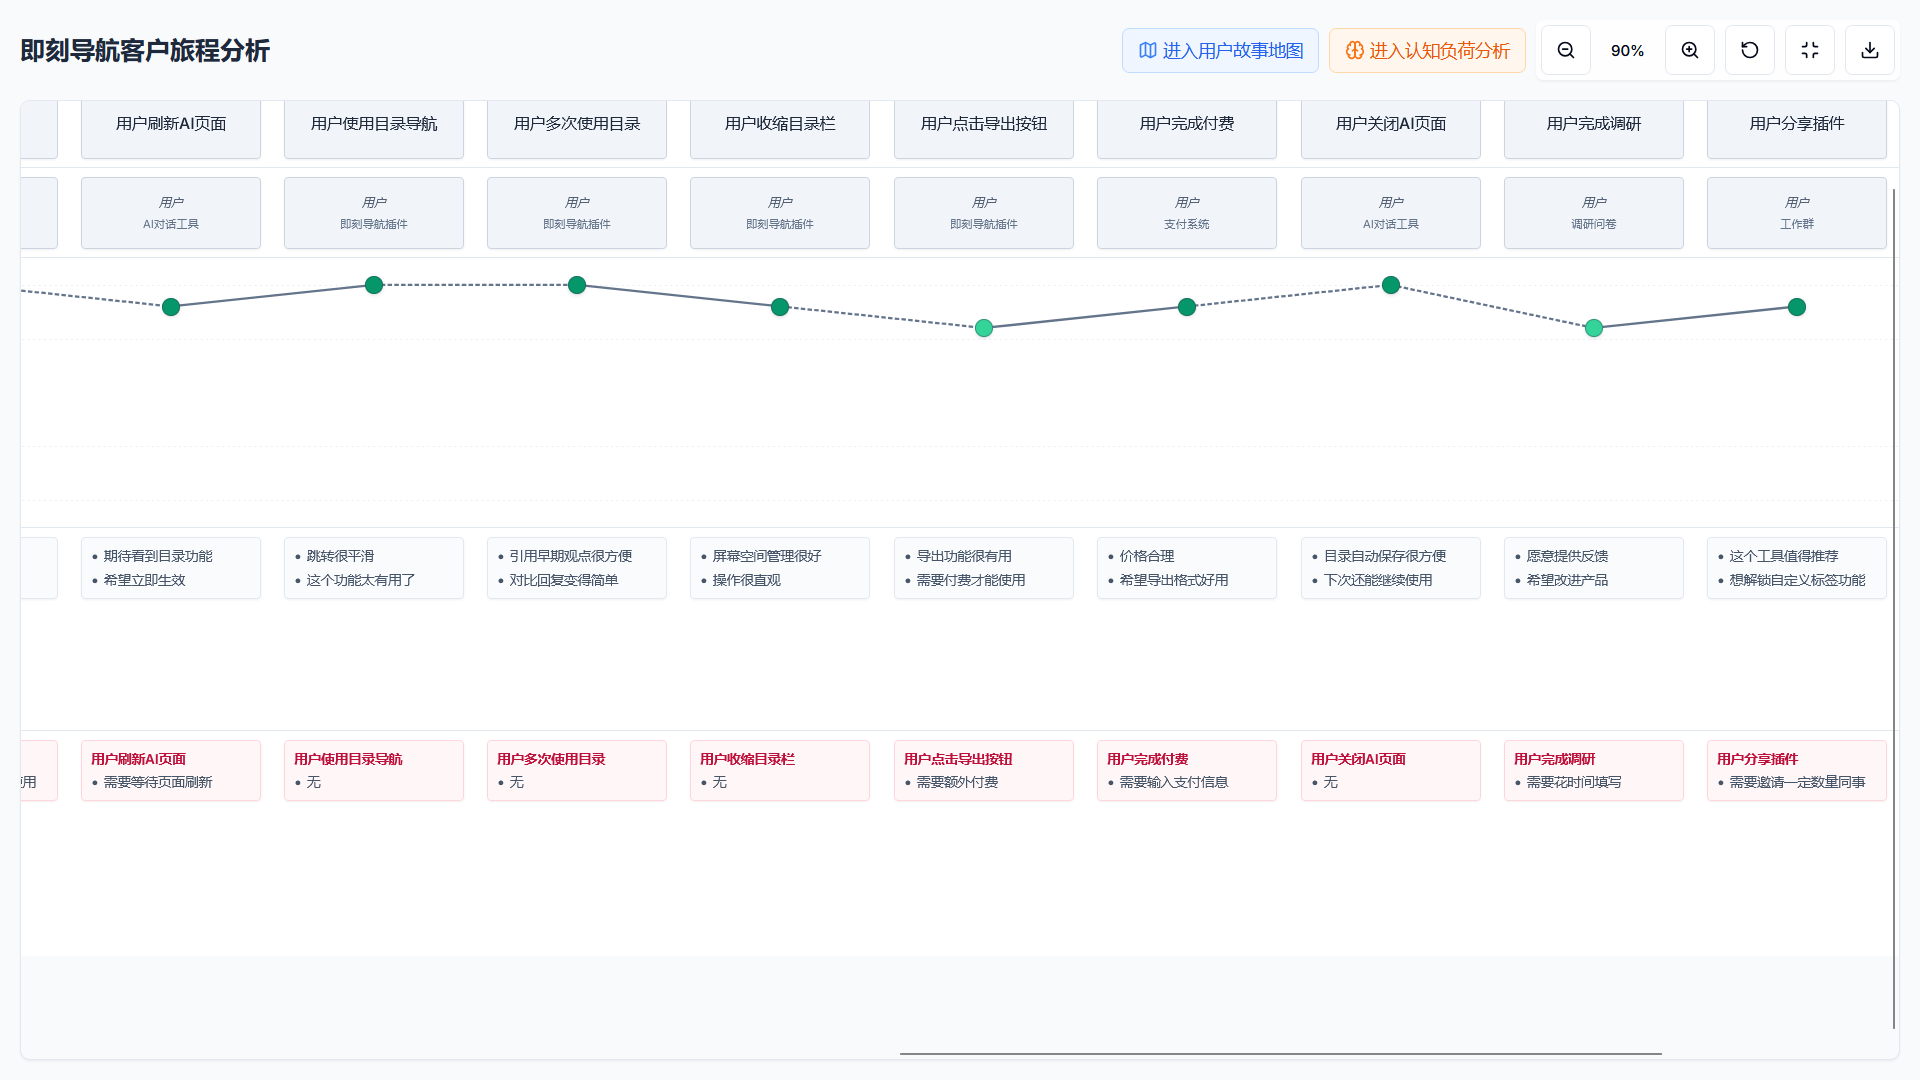 即刻导航客户旅程分析
进入用户故事地图
进入认知负荷分析
90%
用户刷新AI页面
用户使用目录导航
用户多次使用目录
用户收缩目录栏
用户点击导出按钮
用户完成付费
用户关闭AI页面
用户完成调研
用户分享插件
用户
AI对话工具
用户
即刻导航插件
用户
即刻导航插件
用户
即刻导航插件
用户
即刻导航插件
用户
支付系统
用户
AI对话工具
用户
调研问卷
用户
工作群
• 期待看到目录功能
• 希望立即生效
• 跳转很平滑
• 这个功能太有用了
• 引用早期观点很方便
• 对比回复变得简单
• 屏幕空间管理很好
• 操作很直观
• 导出功能很有用
• 需要付费才能使用
• 价格合理
• 希望导出格式好用
• 目录自动保存很方便
• 下次还能继续使用
• 愿意提供反馈
• 希望改进产品
• 这个工具值得推荐
• 想解锁自定义标签功能
用
用户刷新AI页面
• 需要等待页面刷新
用户使用目录导航
• 无
用户多次使用目录
• 无
用户收缩目录栏
• 无
用户点击导出按钮
• 需要额外付费
用户完成付费
• 需要输入支付信息
用户关闭AI页面
• 无
用户完成调研
• 需要花时间填写
用户分享插件
• 需要邀请一定数量同事